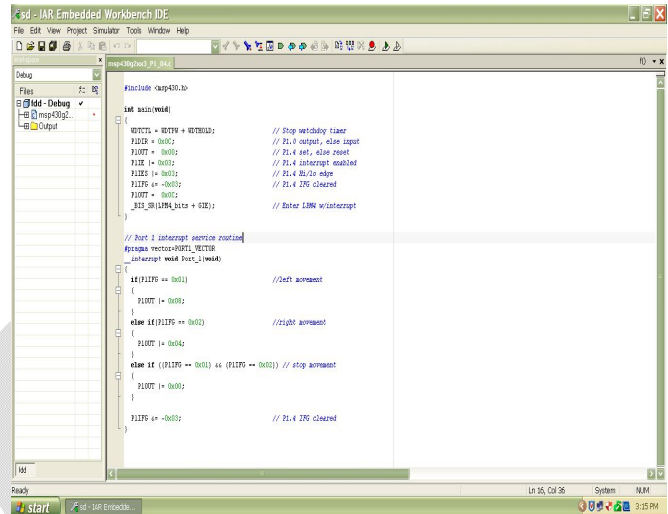 sd - IAR Embedded Workbench IDE
File Edit View Project Simulator Tools Window Help
Workspace
msp430g2xx3_P1_04.c
f()
Debug
Files
fdd - Debug
msp430g2...
Output
#include <msp430.h>
int main(void)
{
WDTCTL = WDTPW + WDTHOLD; // Stop watchdog timer
P1DIR = 0x0C; // P1.0 output, else input
P1OUT = 0x00; // P1.4 set, else reset
P1IE |= 0x03; // P1.4 interrupt enabled
P1IES |= 0x03; // P1.4 Hi/lo edge
P1IFG &= ~0x03; // P1.4 IFG cleared
P1OUT = 0x0C;
_BIS_SR(LPM4_bits + GIE); // Enter LPM4 w/interrupt
}
// Port 1 interrupt service routine
#pragma vector=PORT1_VECTOR
__interrupt void Port_1(void)
{
if(P1IFG == 0x01) //left movement
{
P1OUT |= 0x08;
}
else if(P1IFG == 0x02) //right movement
{
P1OUT |= 0x04;
}
else if ((P1IFG == 0x01) && (P1IFG == 0x02)) // stop movement
{
P1OUT |= 0x00;
}
P1IFG &= ~0x03; // P1.4 IFG cleared
}
fdd
Ready
Ln 16, Col 36 System NUM
start
sd - IAR Embedde...
3:15 PM